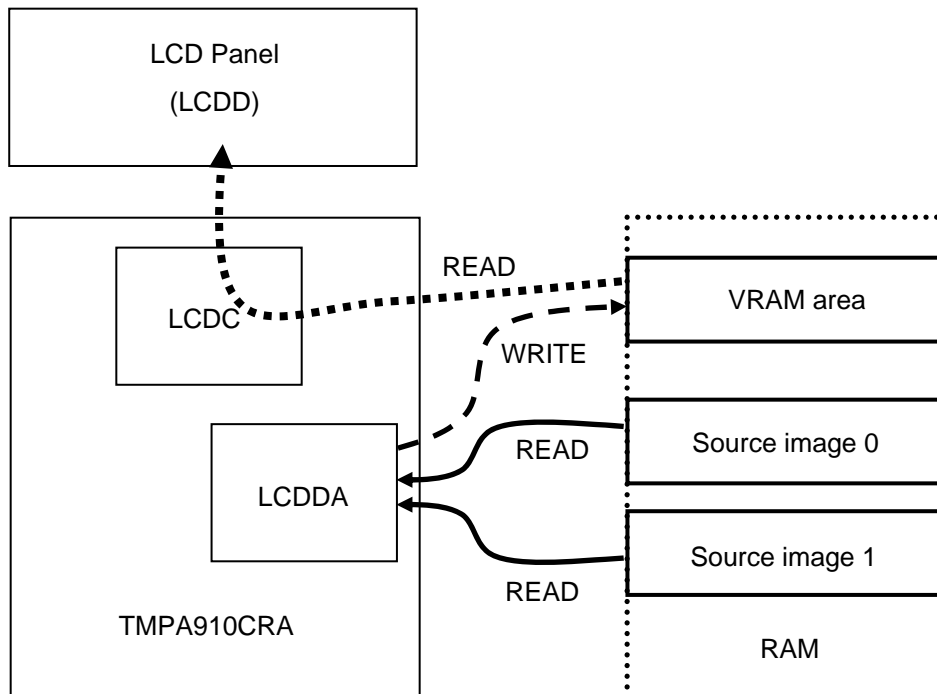 LCD Panel
(LCDD)
LCDC
READ
VRAM area
WRITE
READ
Source image 0
LCDDA
READ
Source image 1
TMPA910CRA
RAM